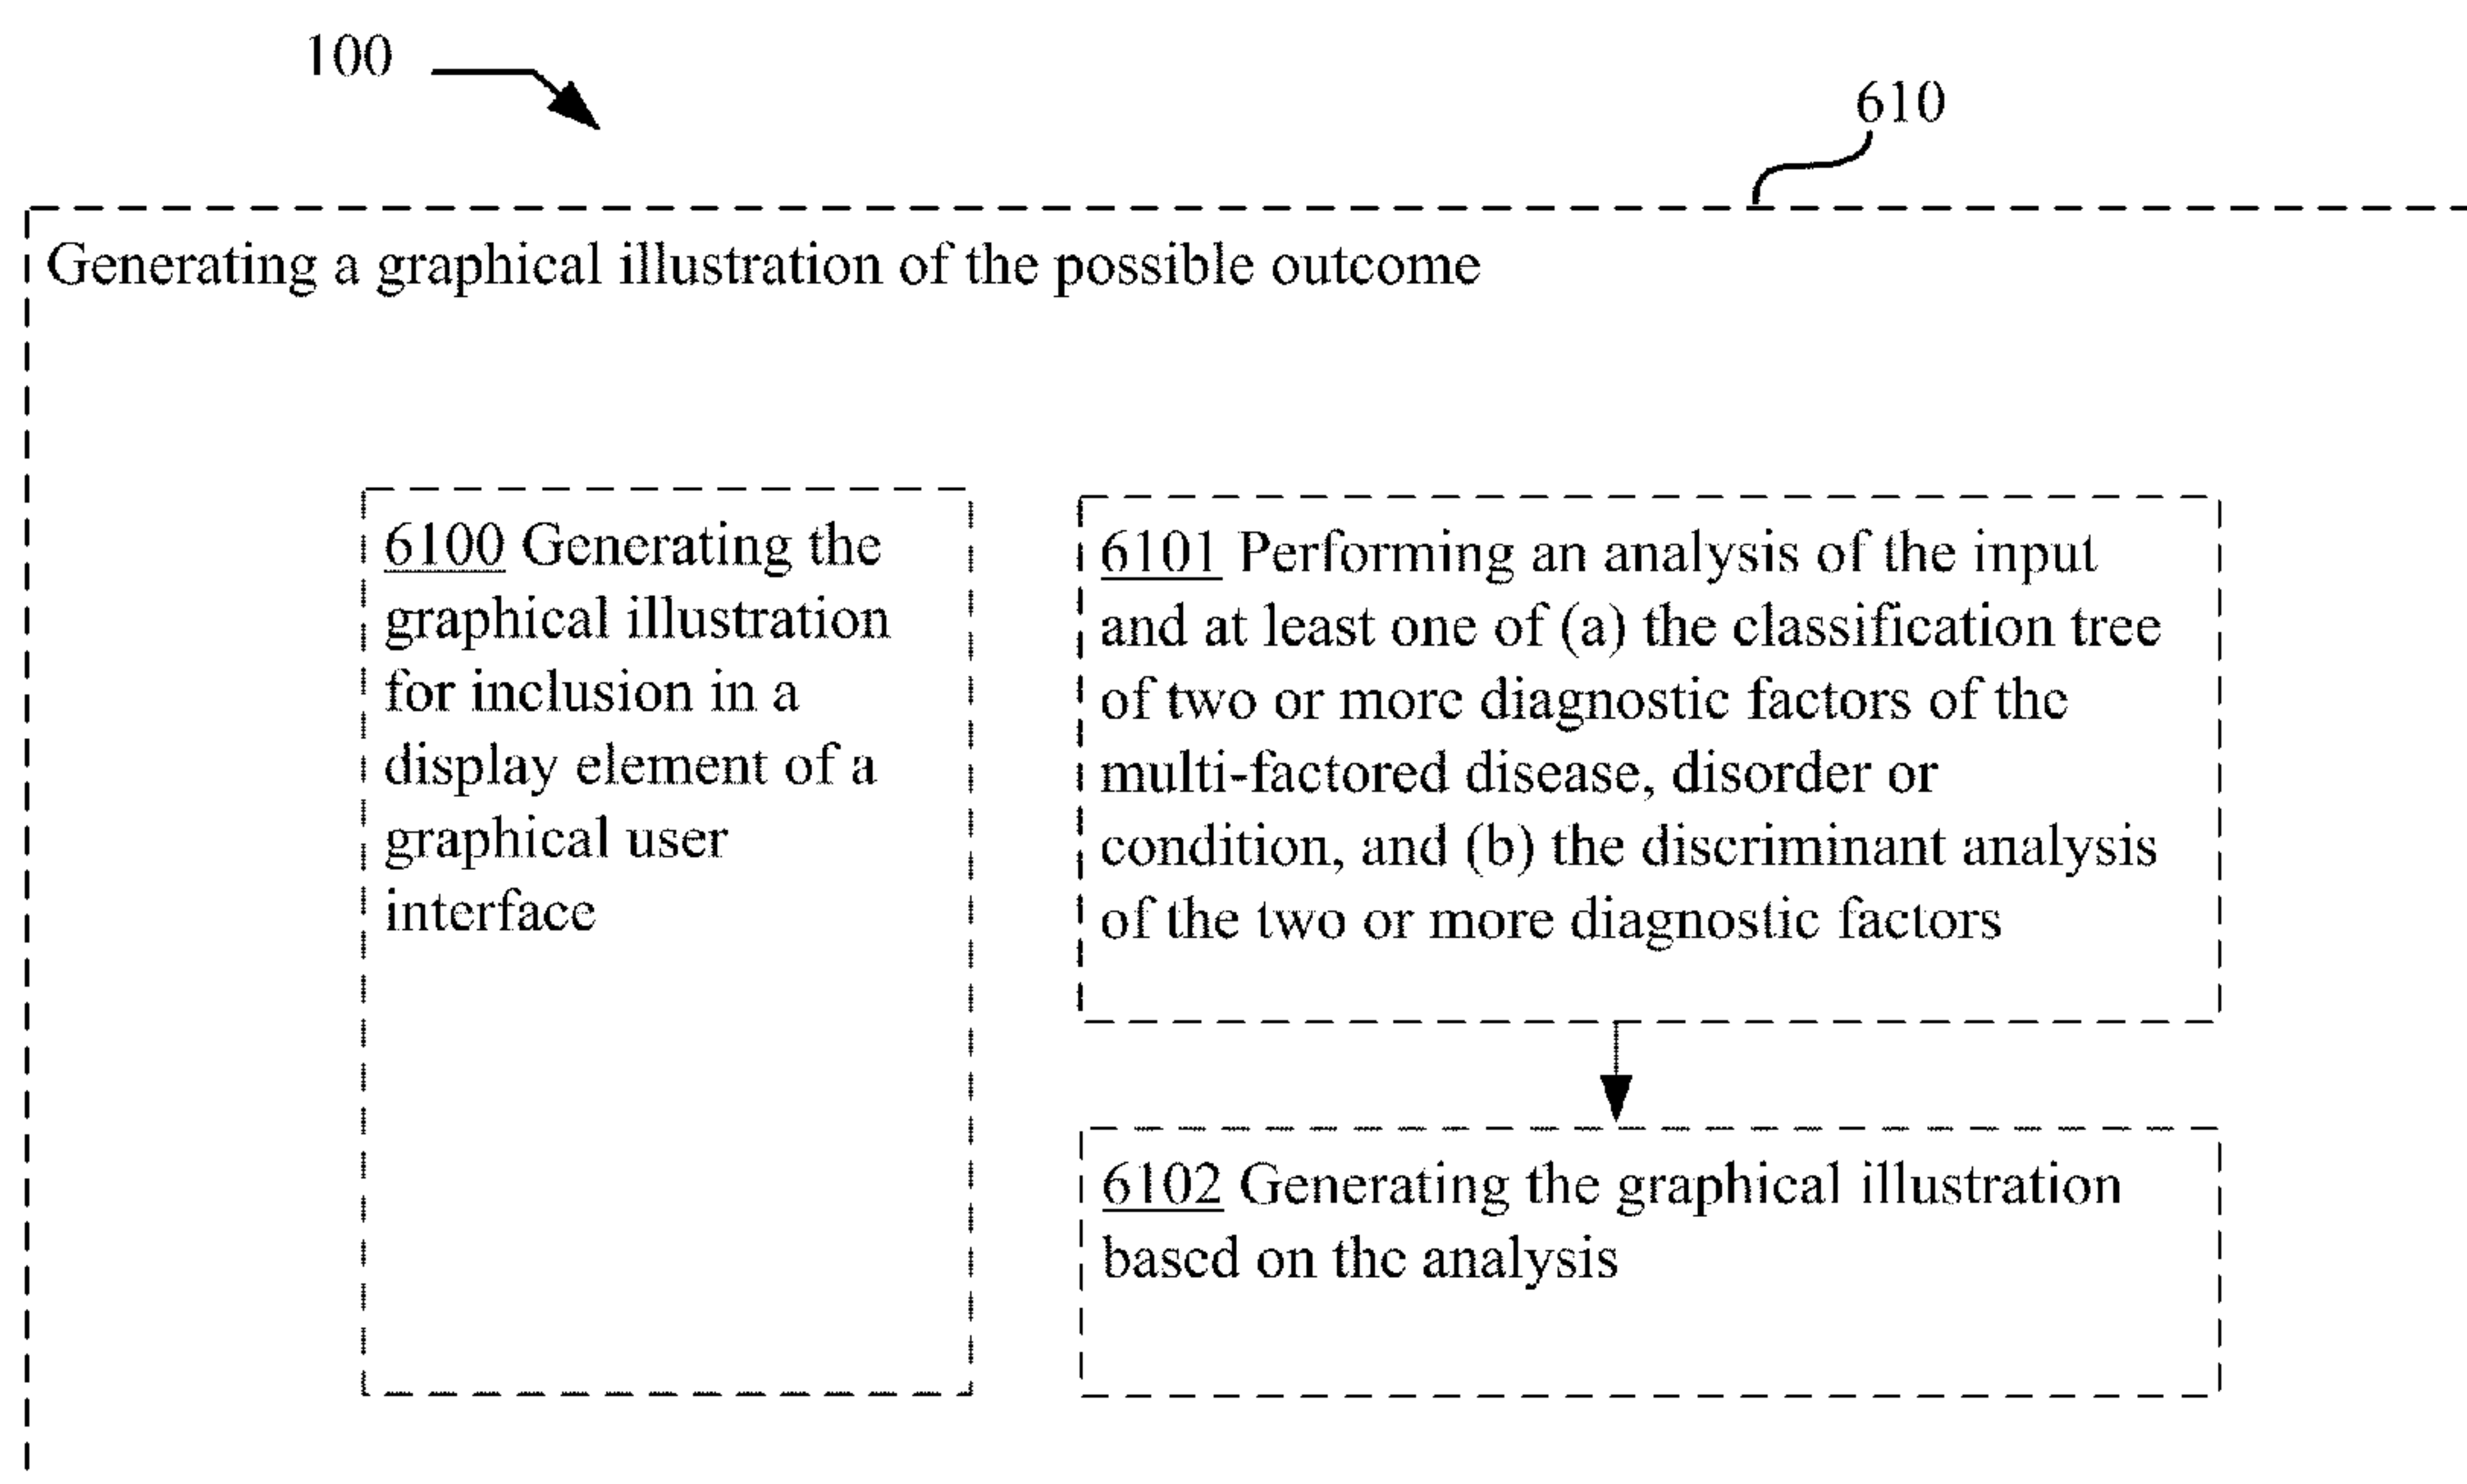 100
610
Generating a graphical illustration of the possible outcome
6100 Generating the
graphical illustration
for inclusion in a
display element of a
graphical user
interface
6101 Performing an analysis of the input
and at least one of (a) the classification tree
of two or more diagnostic factors of the
multi-factored disease, disorder or
condition, and (b) the discriminant analysis
of the two or more diagnostic factors
6102 Generating the graphical illustration
based on the analysis